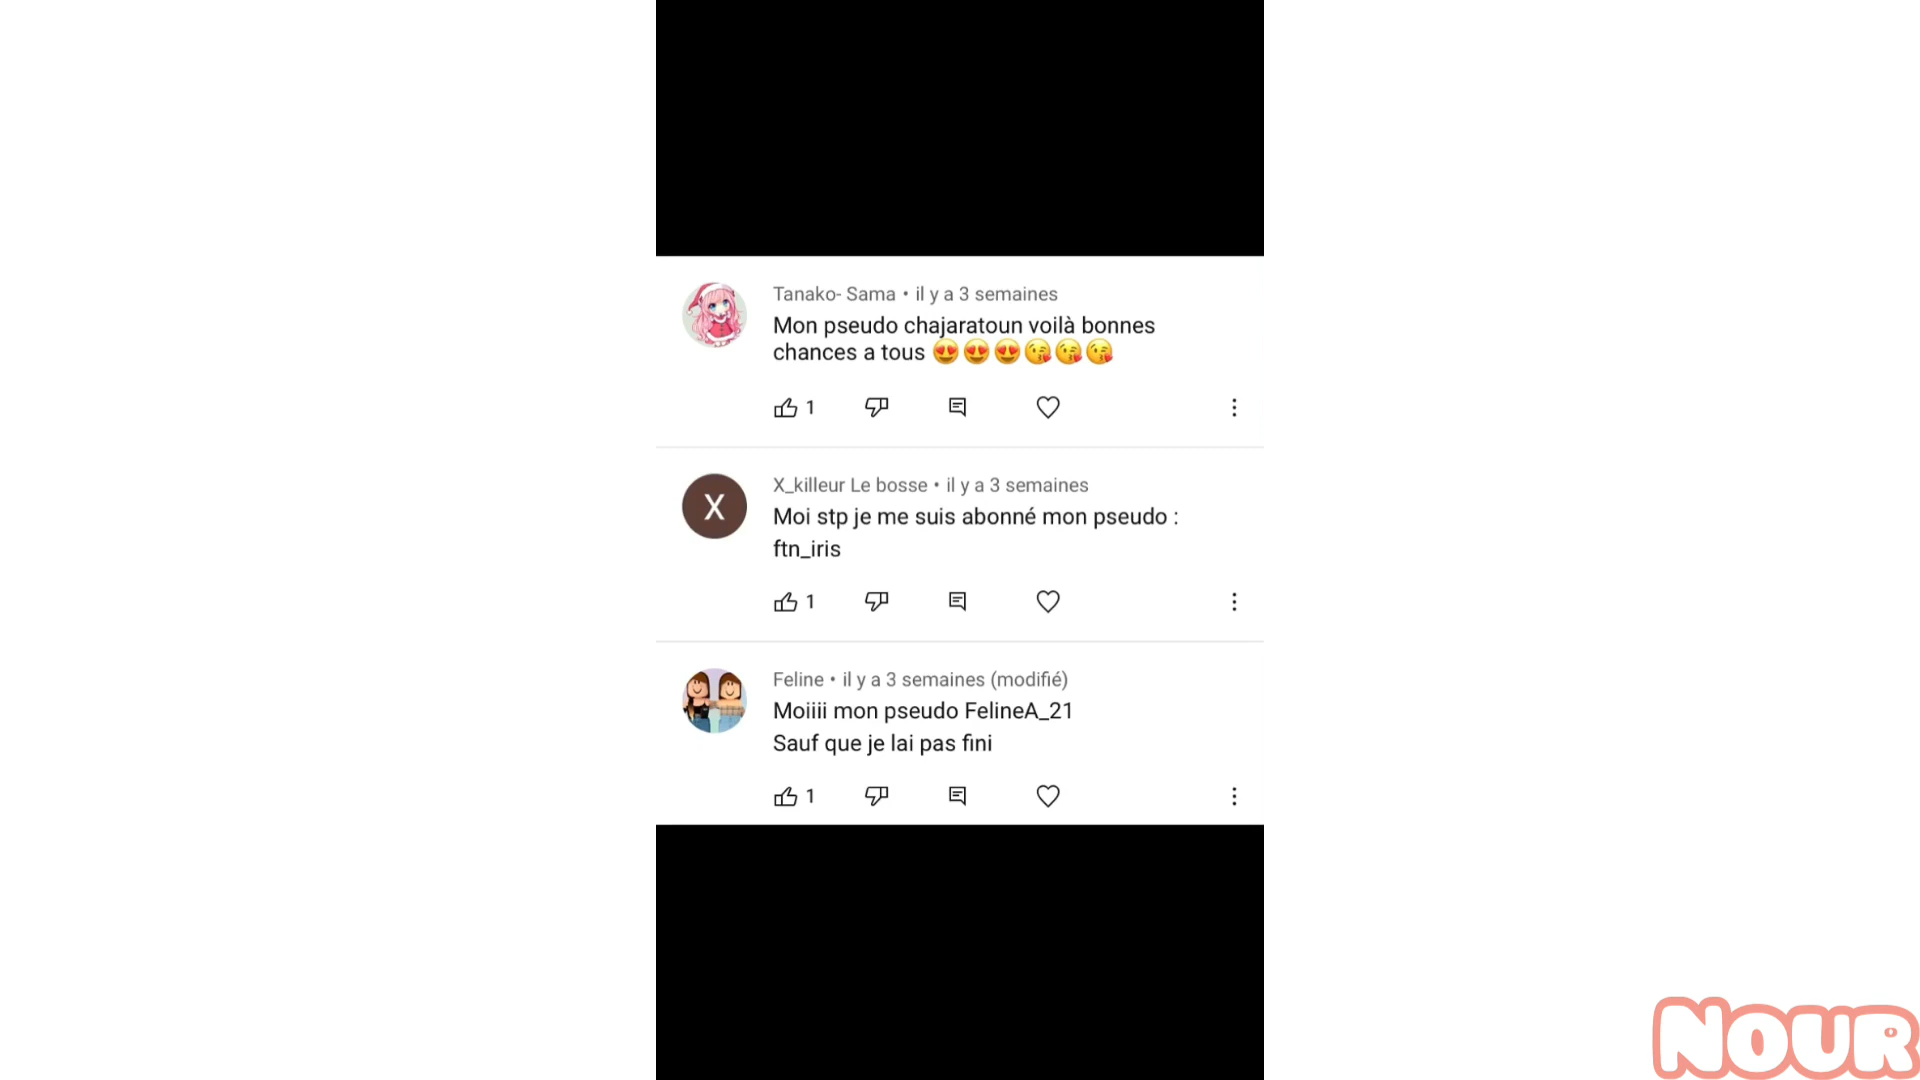 Tanako- Sama • il y a 3 semaines
Mon pseudo chajaratoun voilà bonnes
chances a tous 😍😍😍😘😘😘
1
X
X_killeur Le bosse • il y a 3 semaines
Moi stp je me suis abonné mon pseudo :
ftn_iris
1
Feline • il y a 3 semaines (modifié)
Moiiii mon pseudo FelineA_21
Sauf que je lai pas fini
1
NOUR